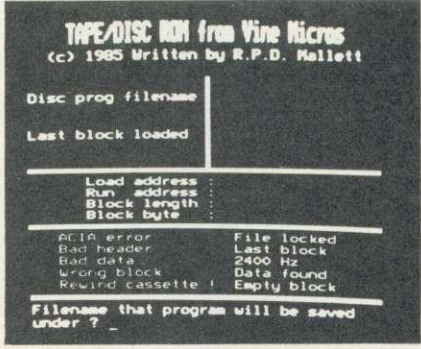 TAPE/DISC ROM from Vine Micros
(c) 1985 Written by R.P.D. Mallett
Disc prog filename
Last block loaded
Load address :
Run address :
Block length :
Block byte :
ACIA error File locked
Bad header Last block
Bad data 2400 Hz
Wrong block Data found
Rewind cassette ! Empty block
Filename that program will be saved
under ? _